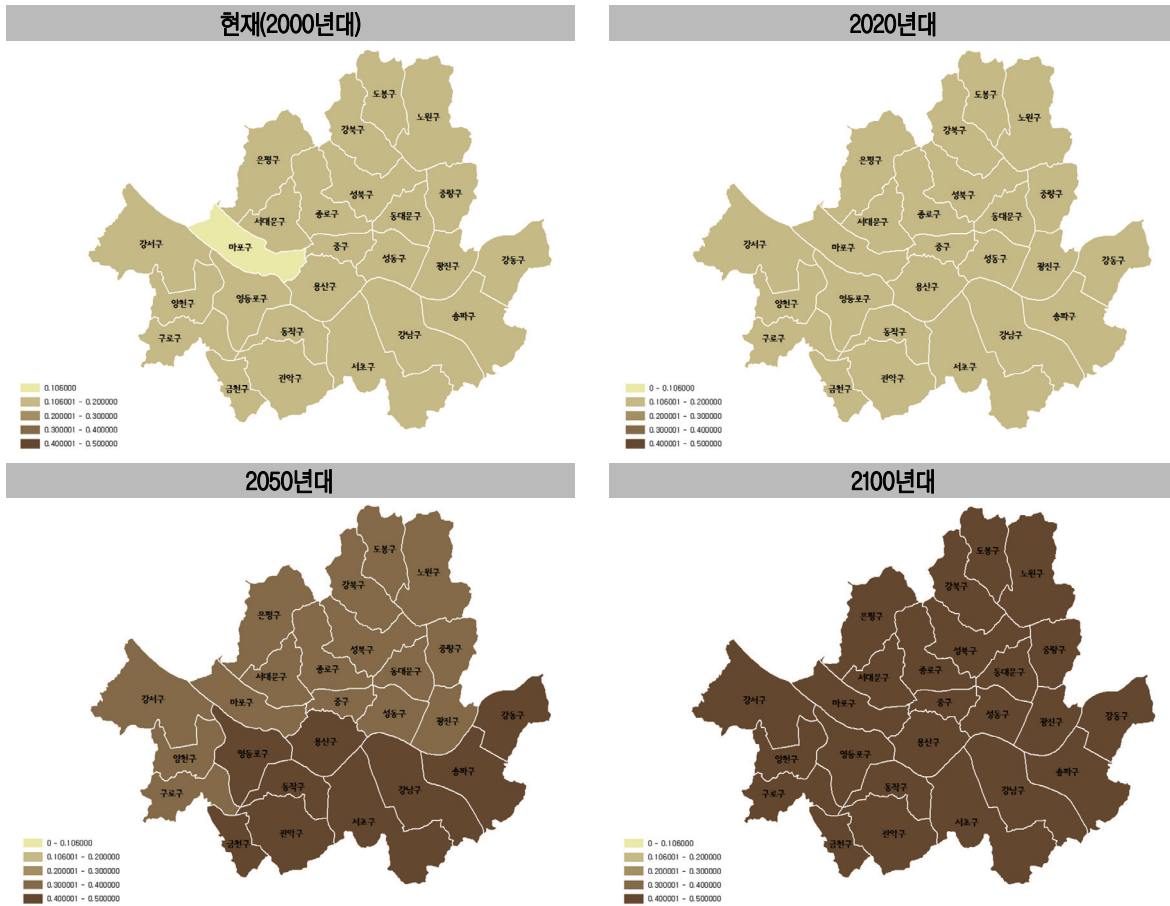 현재(2000년대)
도봉구
노원구
강북구
은평구
성북구
중랑구
서대문구
종로구
동대문구
강서구
마포구
중구
성동구
광진구
강동구
양천구
영등포구
용산구
송파구
구로구
동작구
강남구
금천구
관악구
서초구
0.106000
0.106001 - 0.200000
0.200001 - 0.300000
0.300001 - 0.400000
0.400001 - 0.500000
2020년대
도봉구
노원구
강북구
은평구
성북구
중랑구
서대문구
종로구
동대문구
강서구
마포구
중구
성동구
광진구
강동구
양천구
영등포구
용산구
송파구
구로구
동작구
강남구
금천구
관악구
서초구
0 - 0.106000
0.106001 - 0.200000
0.200001 - 0.300000
0.300001 - 0.400000
0.400001 - 0.500000
2050년대
도봉구
노원구
강북구
은평구
성북구
중랑구
서대문구
종로구
동대문구
강서구
마포구
중구
성동구
광진구
강동구
양천구
영등포구
용산구
송파구
구로구
동작구
강남구
금천구
관악구
서초구
0 - 0.106000
0.106001 - 0.200000
0.200001 - 0.300000
0.300001 - 0.400000
0.400001 - 0.500000
2100년대
도봉구
노원구
강북구
은평구
성북구
중랑구
서대문구
종로구
동대문구
강서구
마포구
중구
성동구
광진구
강동구
양천구
영등포구
용산구
송파구
구로구
동작구
강남구
금천구
관악구
서초구
0 - 0.106000
0.106001 - 0.200000
0.200001 - 0.300000
0.300001 - 0.400000
0.400001 - 0.500000